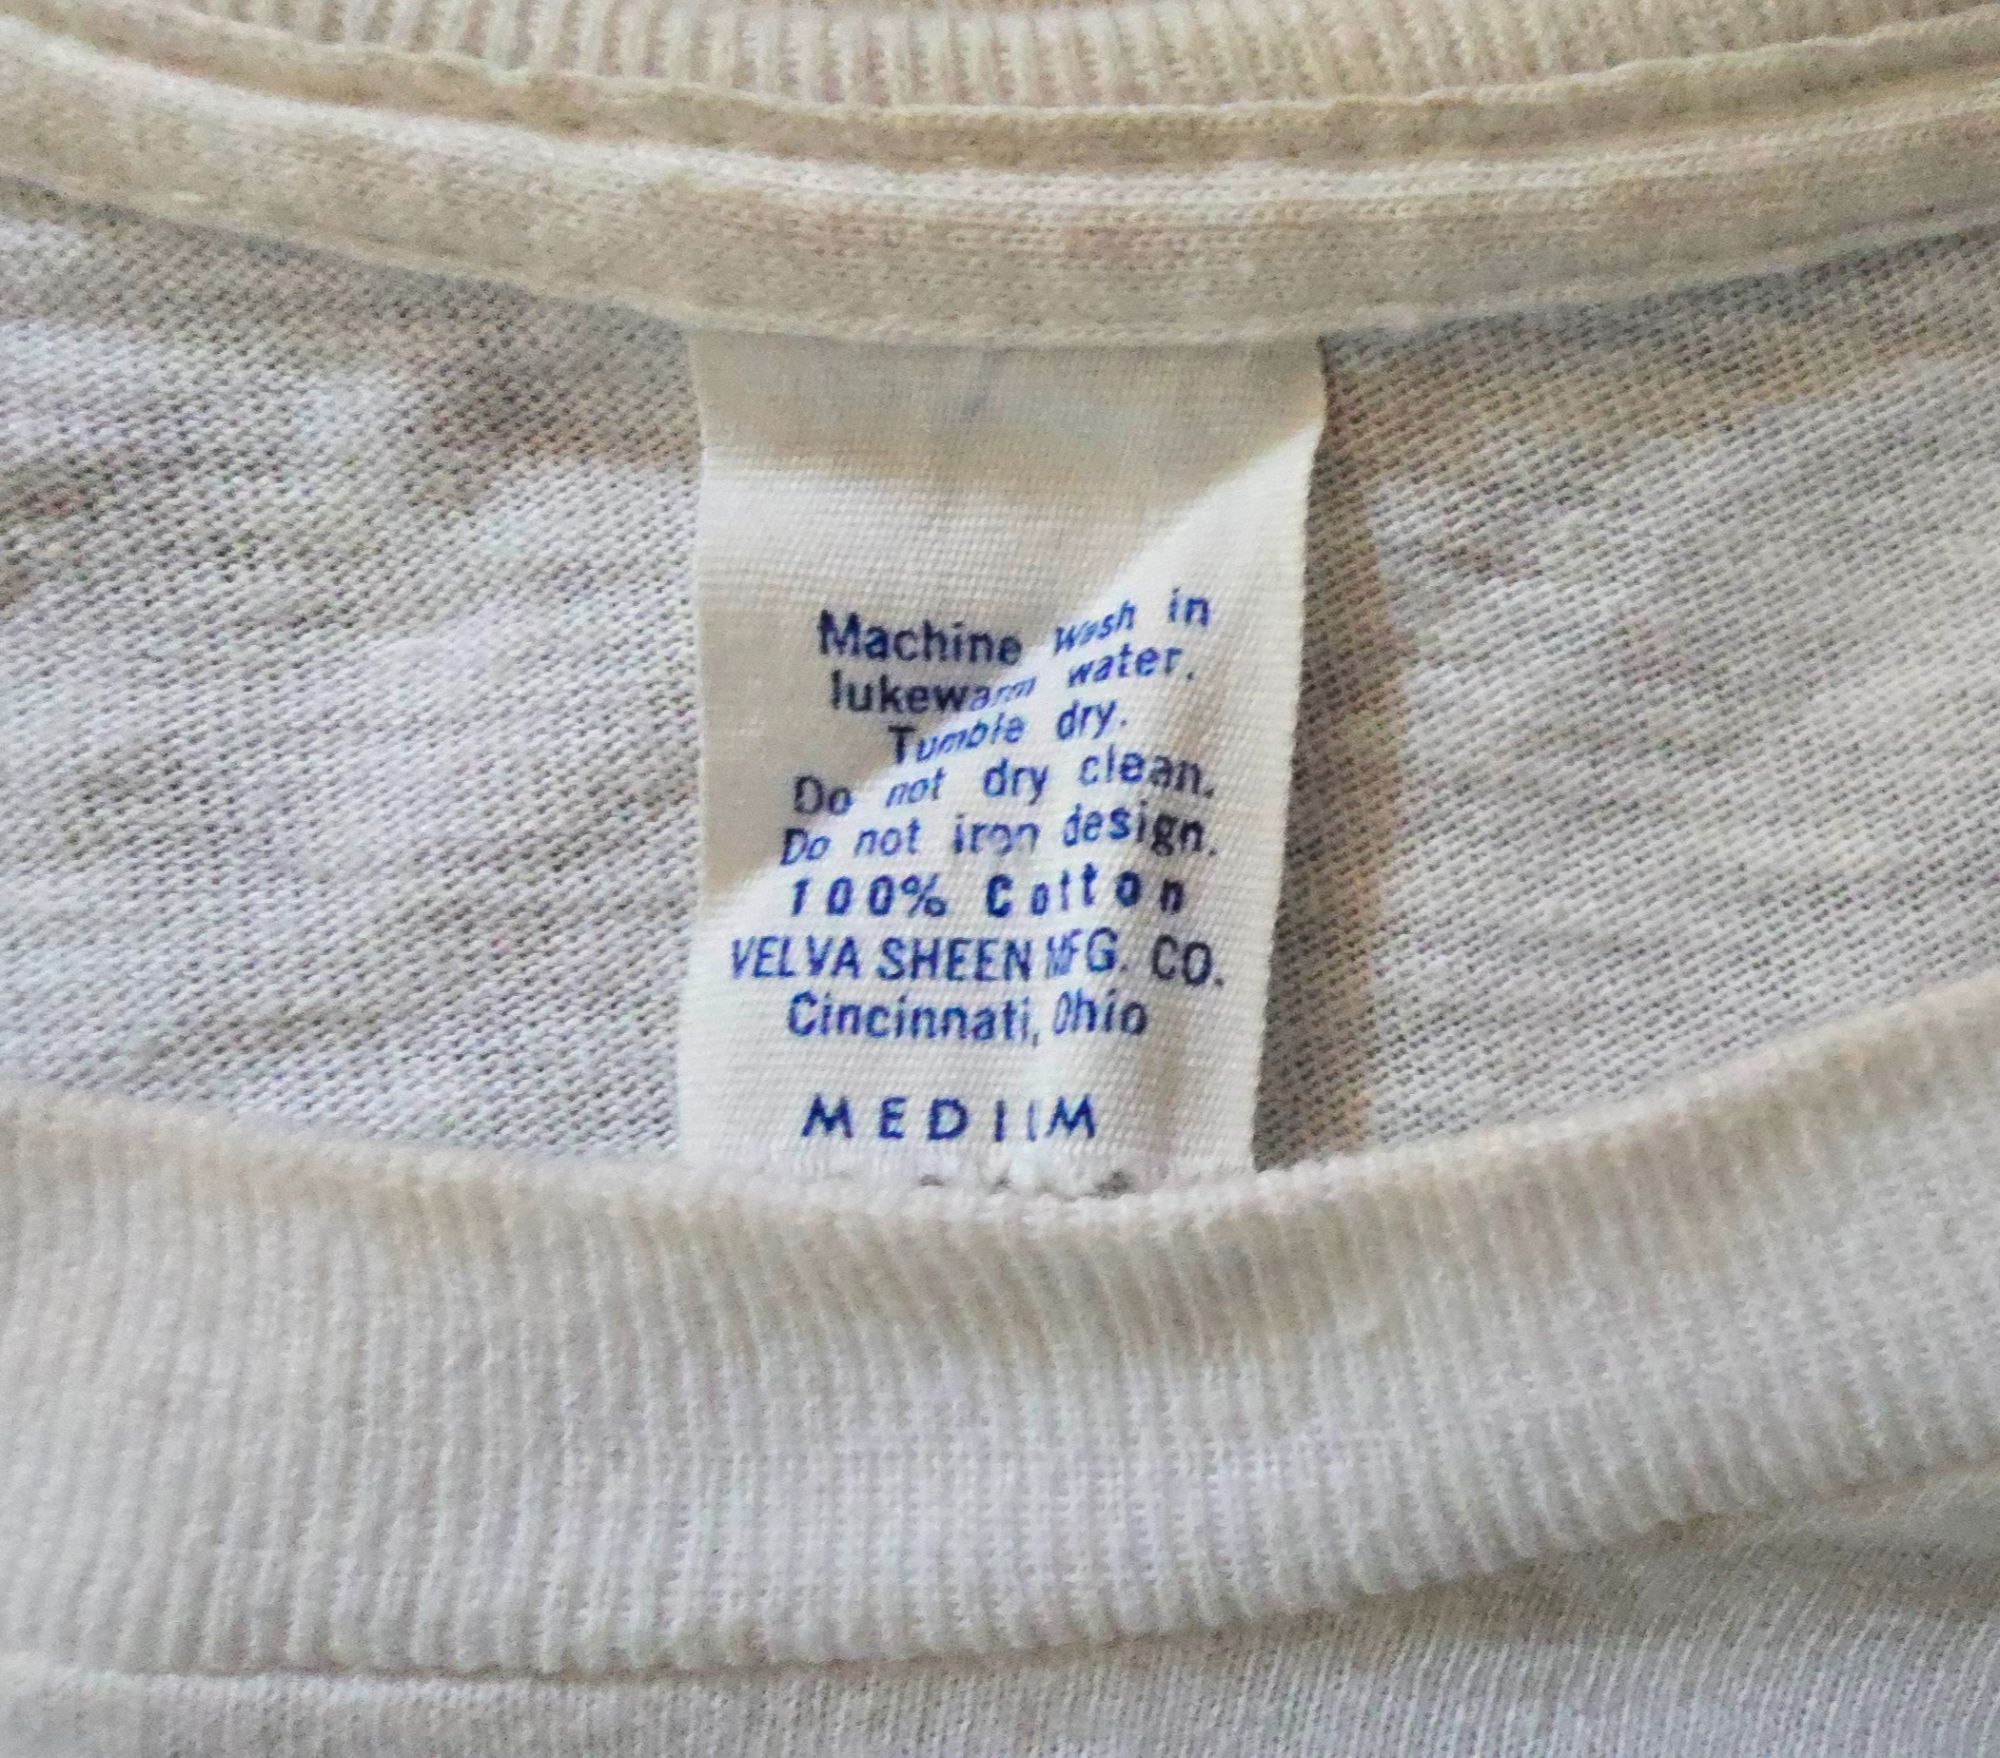 Machine wash in
lukewarm water.
Tumble dry.
Do not dry clean.
Do not iron design.
100% Cotton
VELVA SHEEN MFG. CO.
Cincinnati, Ohio
MEDIUM